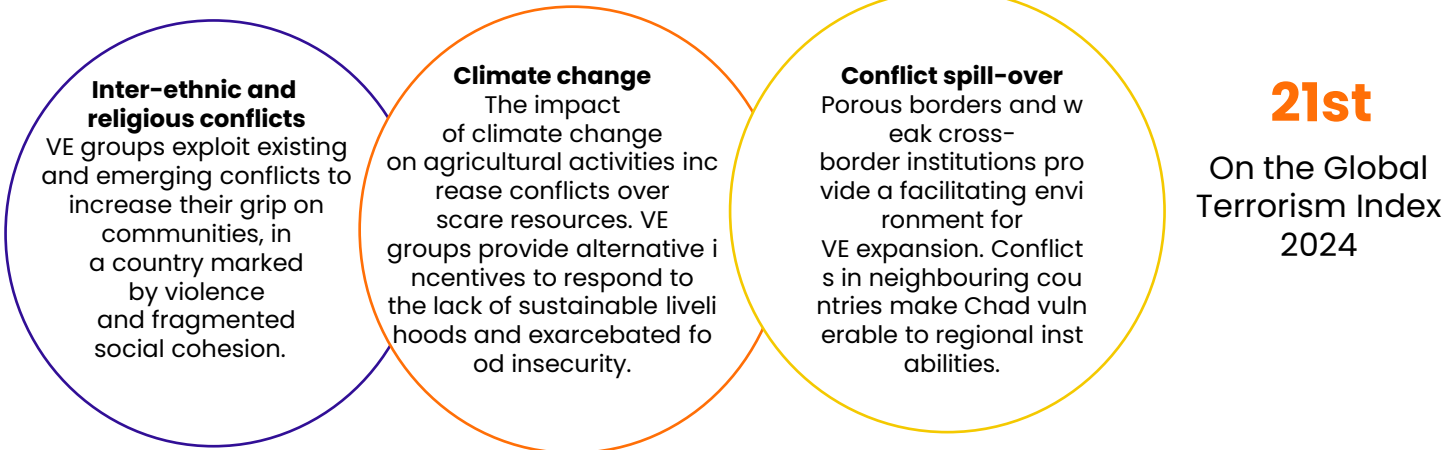 Inter-ethnic and
religious conflicts
VE groups exploit existing
and emerging conflicts to
increase their grip on
communities, in
a country marked
by violence
and fragmented
social cohesion.
Climate change
The impact
of climate change
on agricultural activities inc
rease conflicts over
scare resources. VE
groups provide alternative i
ncentives to respond to
the lack of sustainable liveli
hoods and exarcebated fo
od insecurity.
Conflict spill-over
Porous borders and w
eak cross-
border institutions pro
vide a facilitating envi
ronment for
VE expansion. Conflict
s in neighbouring cou
ntries make Chad vuln
erable to regional inst
abilities.
21st
On the Global
Terrorism Index
2024